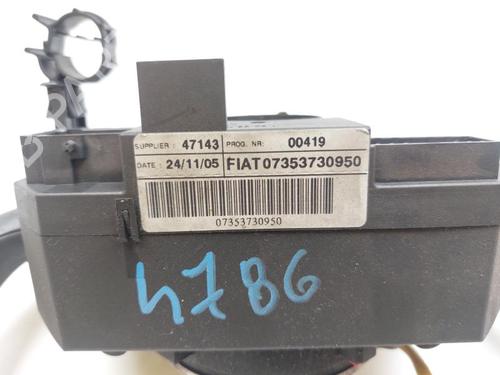 SUPPLIER : 47143 PROG. NR: 00419
DATE : 24/11/05 FIAT 07353730950
07353730950
4786